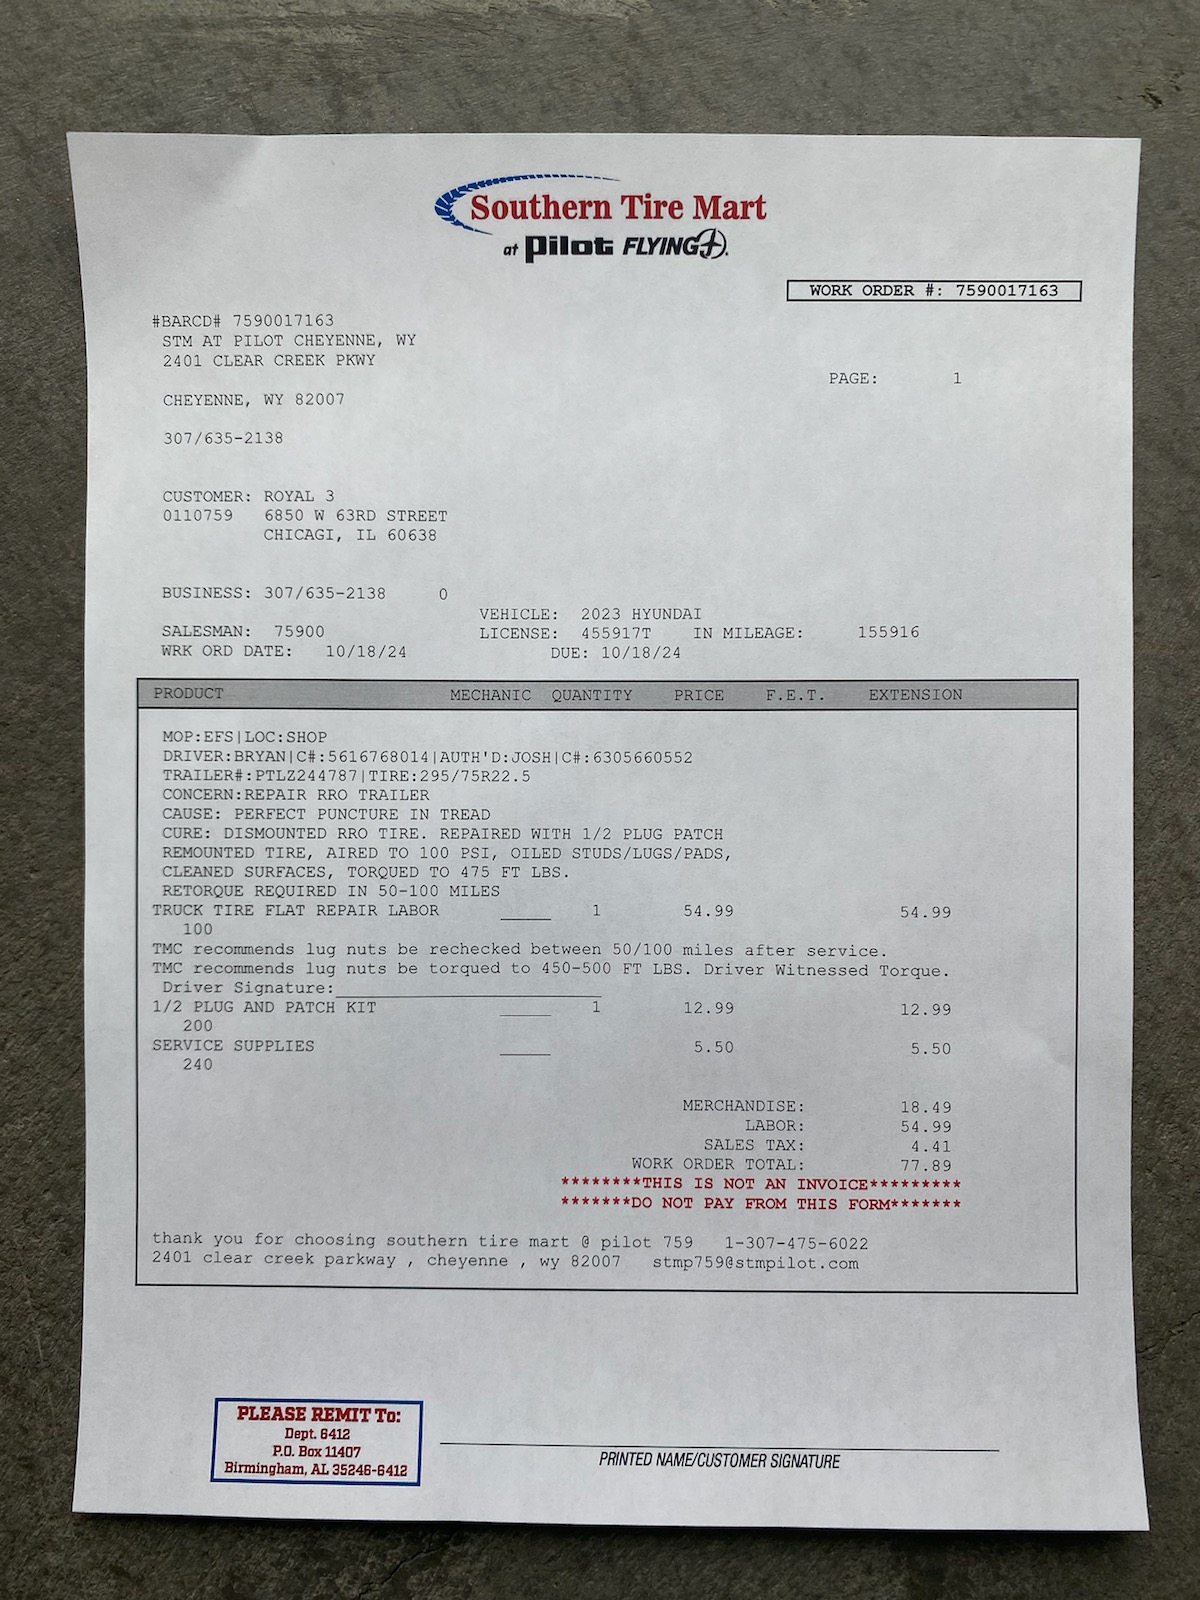 Southern Tire Mart
at Pilot FLYING J
WORK ORDER #: 7590017163
#BARCD# 7590017163
STM AT PILOT CHEYENNE, WY
2401 CLEAR CREEK PKWY
PAGE: 1
CHEYENNE, WY 82007
307/635-2138
CUSTOMER: ROYAL 3
0110759 6850 W 63RD STREET
CHICAGI, IL 60638
BUSINESS: 307/635-2138 0
VEHICLE: 2023 HYUNDAI
SALESMAN: 75900 LICENSE: 455917T IN MILEAGE: 155916
WRK ORD DATE: 10/18/24 DUE: 10/18/24
PRODUCT MECHANIC QUANTITY PRICE F.E.T. EXTENSION
MOP:EFS|LOC:SHOP
DRIVER:BRYAN|C#:5616768014|AUTH'D:JOSH|C#:6305660552
TRAILER#:PTLZ244787|TIRE:295/75R22.5
CONCERN:REPAIR RRO TRAILER
CAUSE: PERFECT PUNCTURE IN TREAD
CURE: DISMOUNTED RRO TIRE. REPAIRED WITH 1/2 PLUG PATCH
REMOUNTED TIRE, AIRED TO 100 PSI, OILED STUDS/LUGS/PADS,
CLEANED SURFACES, TORQUED TO 475 FT LBS.
RETORQUE REQUIRED IN 50-100 MILES
TRUCK TIRE FLAT REPAIR LABOR _____ 1 54.99 54.99
100
TMC recommends lug nuts be rechecked between 50/100 miles after service.
TMC recommends lug nuts be torqued to 450-500 FT LBS. Driver Witnessed Torque.
Driver Signature:__________________________
1/2 PLUG AND PATCH KIT _____ 1 12.99 12.99
200
SERVICE SUPPLIES _____ 5.50 5.50
240
MERCHANDISE: 18.49
LABOR: 54.99
SALES TAX: 4.41
WORK ORDER TOTAL: 77.89
********THIS IS NOT AN INVOICE*********
*******DO NOT PAY FROM THIS FORM*******
thank you for choosing southern tire mart @ pilot 759 1-307-475-6022
2401 clear creek parkway , cheyenne , wy 82007 stmp759@stmpilot.com
PLEASE REMIT To:
Dept. 6412
P.O. Box 11407
Birmingham, AL 35246-6412
PRINTED NAME/CUSTOMER SIGNATURE